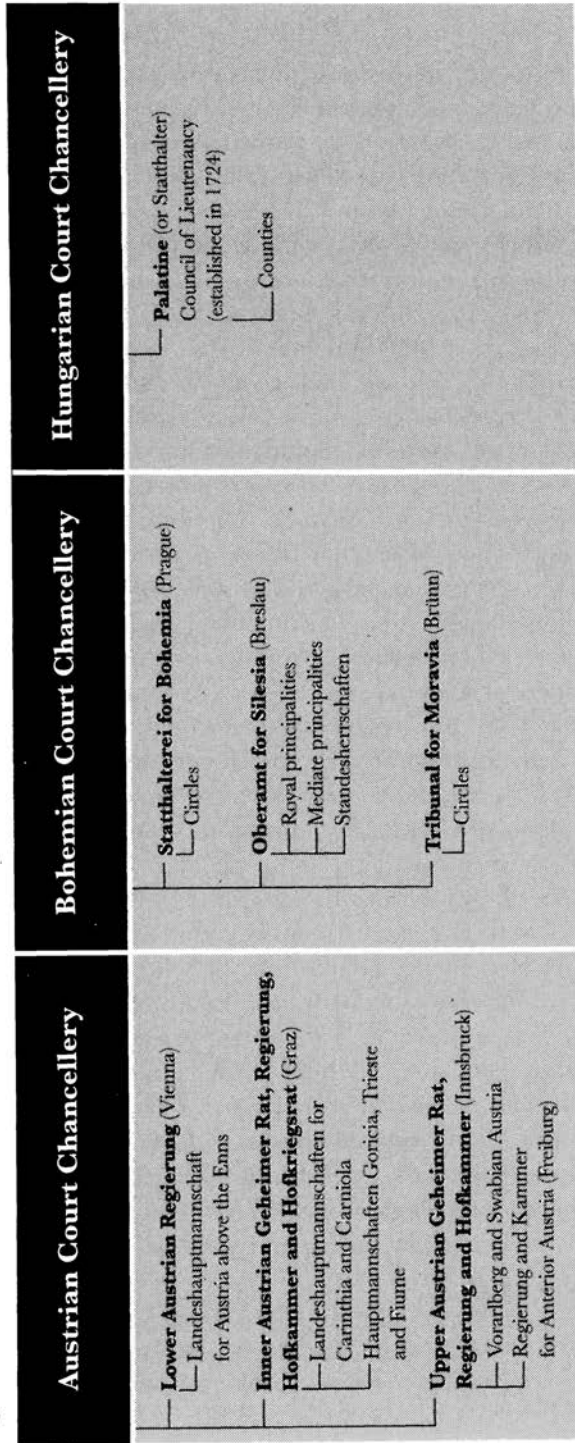 Austrian Court Chancellery
Lower Austrian Regierung (Vienna)
Landeshauptmannschaft
for Austria above the Enns
Inner Austrian Geheimer Rat, Regierung,
Hofkammer and Hofkriegsrat (Graz)
Landeshauptmannschaften for
Carinthia and Carniola
Hauptmannschaften Goricia, Trieste
and Fiume
Upper Austrian Geheimer Rat,
Regierung and Hofkammer (Innsbruck)
Vorarlberg and Swabian Austria
Regierung and Kammer
for Anterior Austria (Freiburg)
Bohemian Court Chancellery
Statthalterei for Bohemia (Prague)
Circles
Oberamt for Silesia (Breslau)
Royal principalities
Mediate principalities
Standesherrschaften
Tribunal for Moravia (Brünn)
Circles
Hungarian Court Chancellery
Palatine (or Statthalter)
Council of Lieutenancy
(established in 1724)
Counties